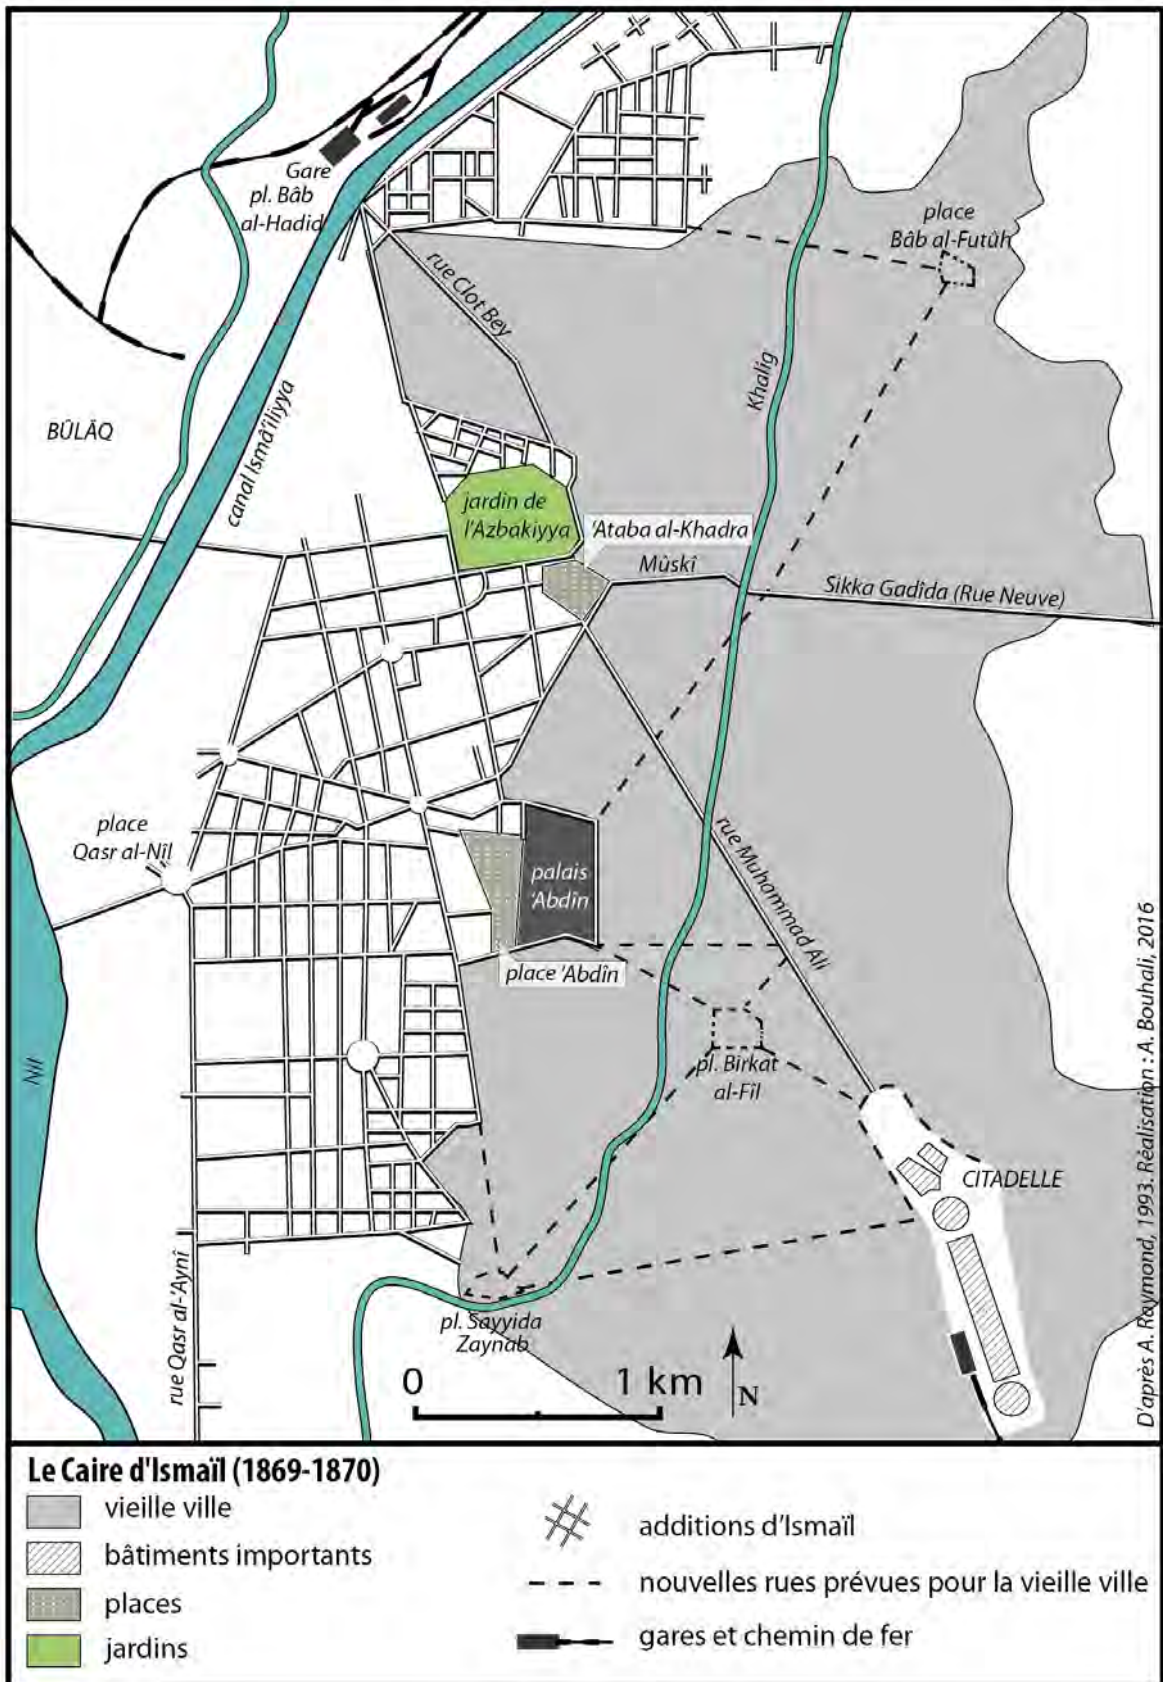 Gare
pl. Bâb
al-Hadid
place
Bâb al-Futûh
rue Clot Bey
Khalig
BÛLÂQ
canal Ismâ'iliyya
jardin de
l'Azbakiyya
'Ataba al-Khadra
Mûskî
Sikka Gadîda (Rue Neuve)
place
Qasr al-Nîl
palais
'Abdîn
rue Muhammad Ali
place 'Abdîn
Nil
pl. Birkat
al-Fîl
CITADELLE
rue Qasr al-'Aynî
pl. Sayyida
Zaynab
0 1 km
N
D'après A. Raymond, 1993. Réalisation : A. Bouhali, 2016
Le Caire d'Ismaïl (1869-1870)
vieille ville
bâtiments importants
places
jardins
additions d'Ismaïl
nouvelles rues prévues pour la vieille ville
gares et chemin de fer